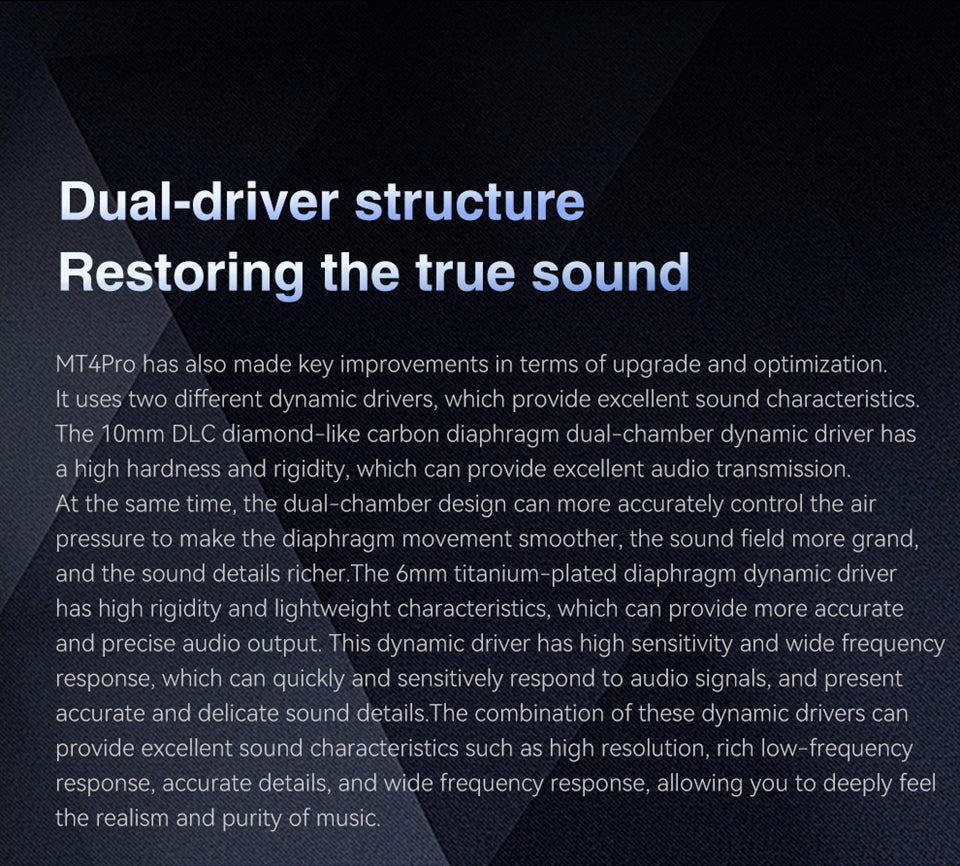 Dual-driver structure
Restoring the true sound
MT4Pro has also made key improvements in terms of upgrade and optimization.
It uses two different dynamic drivers, which provide excellent sound characteristics.
The 10mm DLC diamond-like carbon diaphragm dual-chamber dynamic driver has
a high hardness and rigidity, which can provide excellent audio transmission.
At the same time, the dual-chamber design can more accurately control the air
pressure to make the diaphragm movement smoother, the sound field more grand,
and the sound details richer.The 6mm titanium-plated diaphragm dynamic driver
has high rigidity and lightweight characteristics, which can provide more accurate
and precise audio output. This dynamic driver has high sensitivity and wide frequency
response, which can quickly and sensitively respond to audio signals, and present
accurate and delicate sound details.The combination of these dynamic drivers can
provide excellent sound characteristics such as high resolution, rich low-frequency
response, accurate details, and wide frequency response, allowing you to deeply feel
the realism and purity of music.